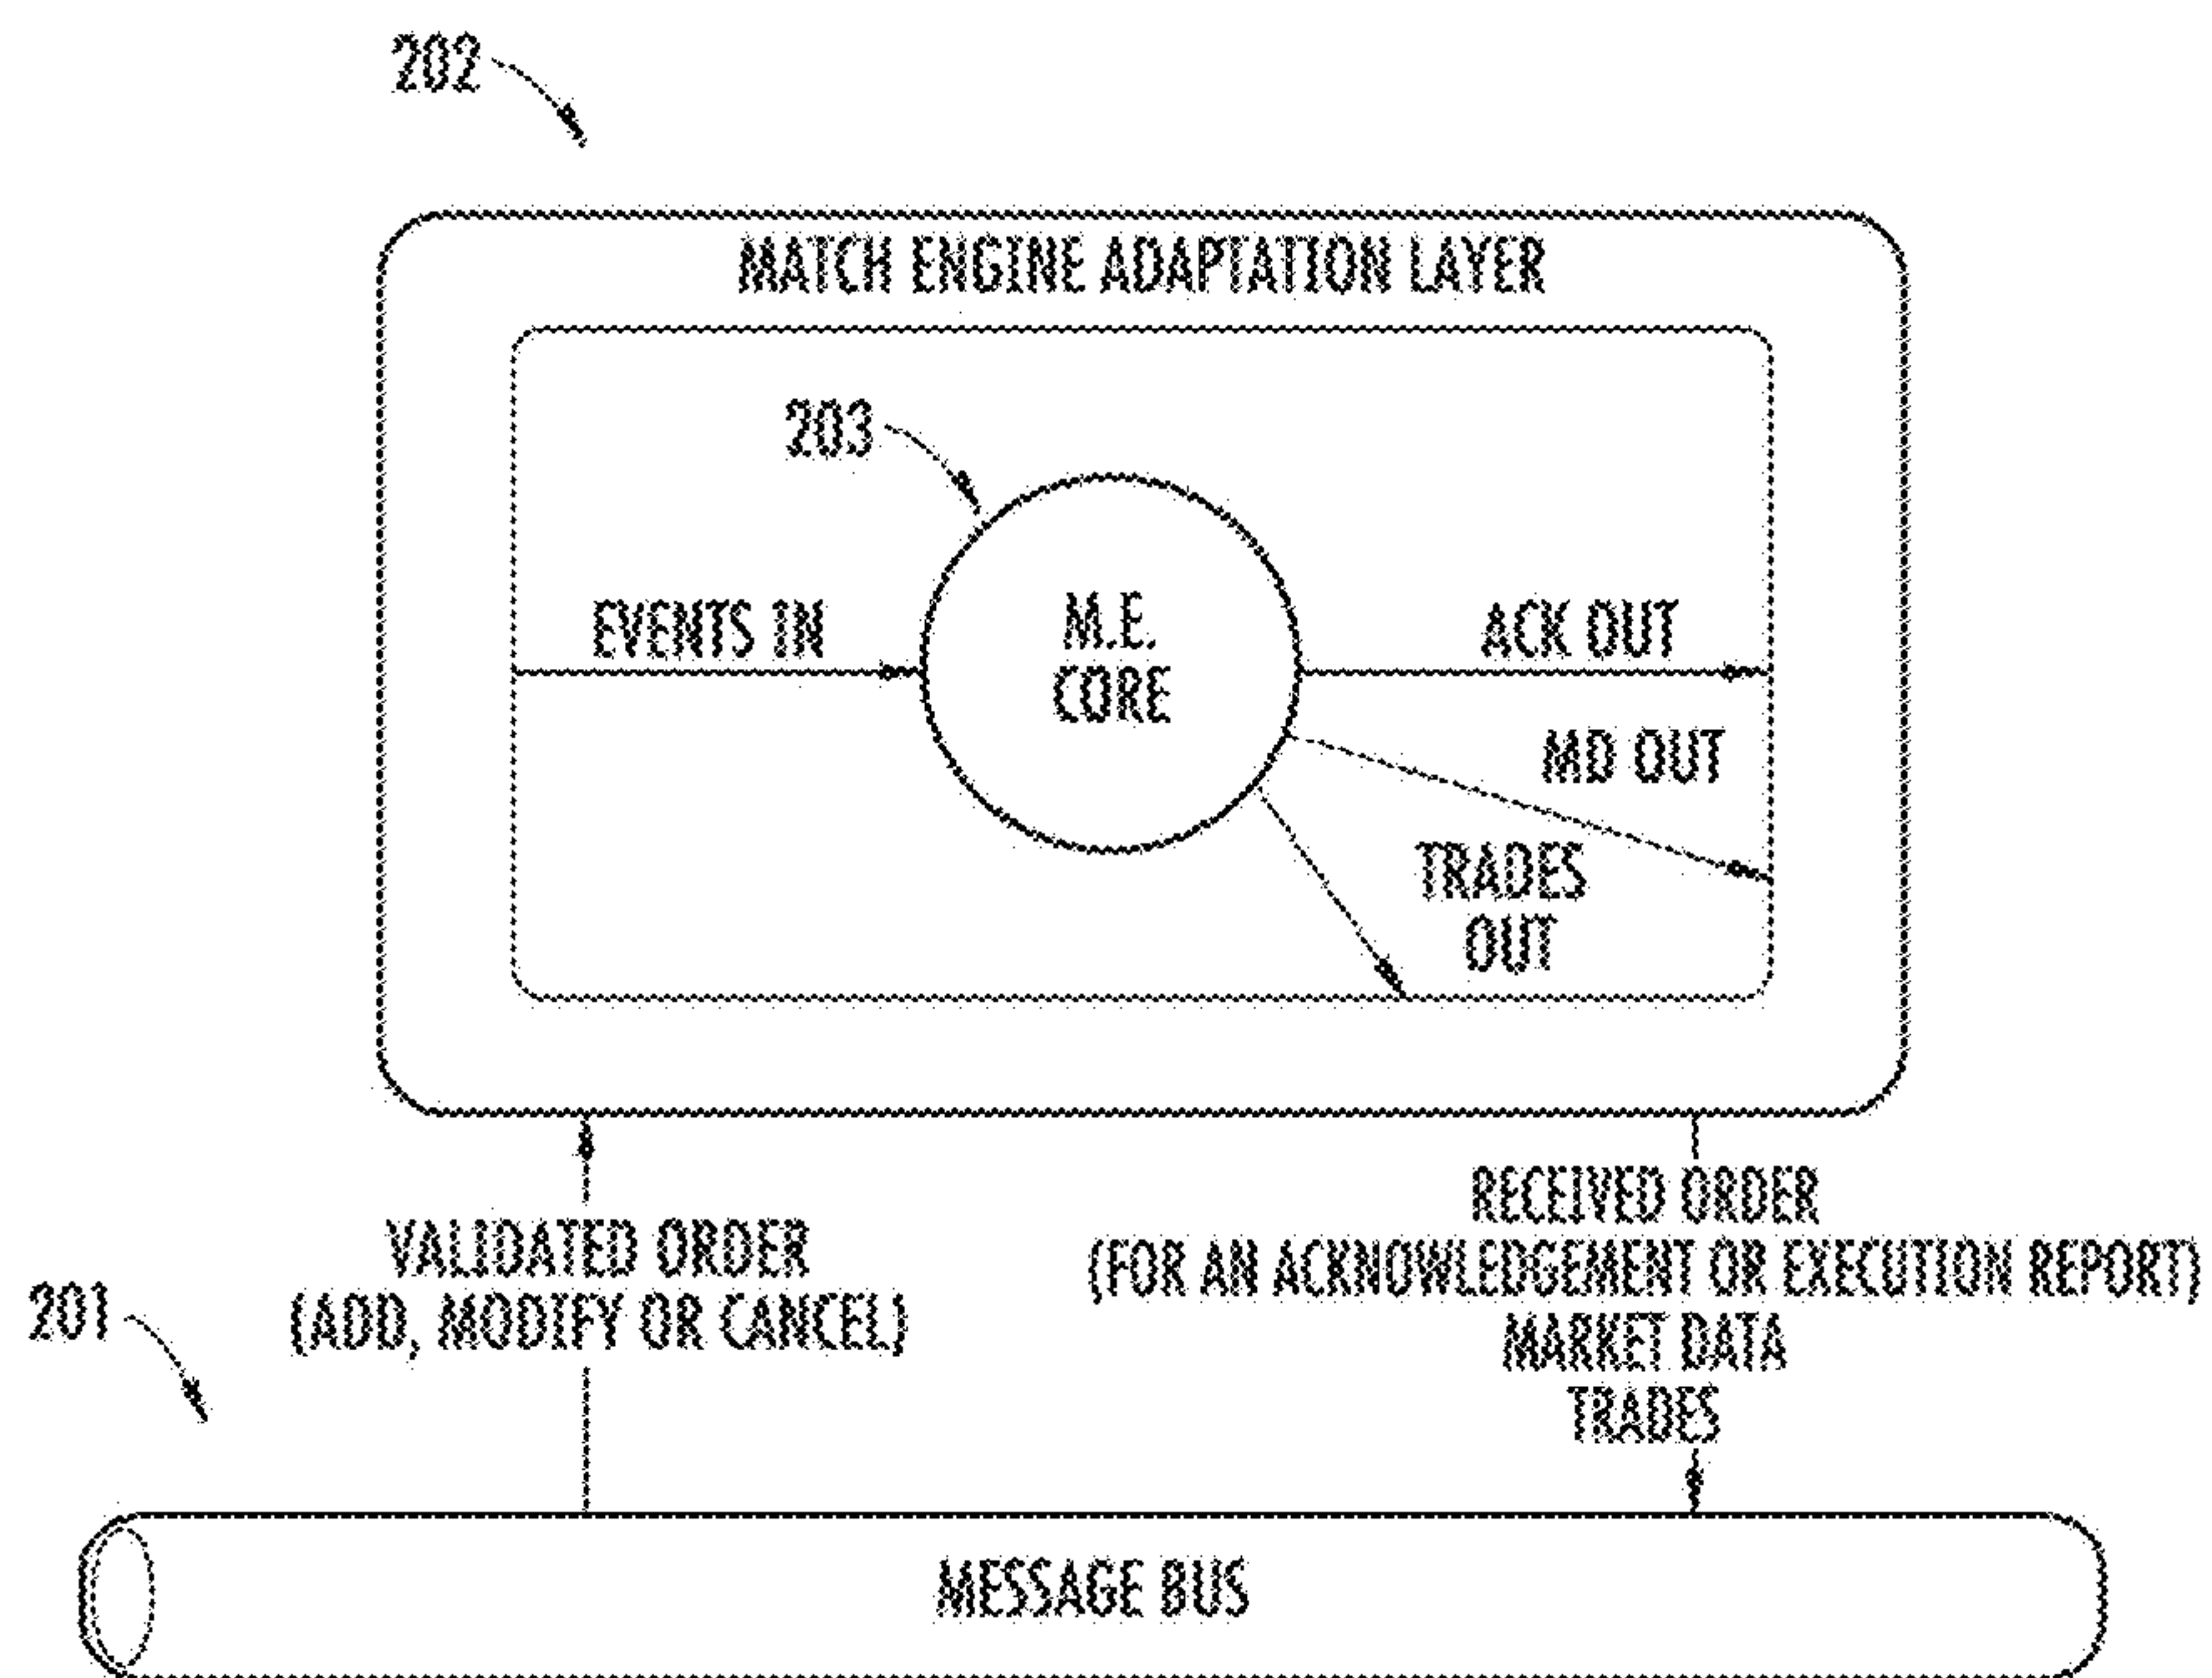 202
MATCH ENGINE ADAPTATION LAYER
203
EVENTS IN
M.E.
CORE
ACK OUT
MD OUT
TRADES
OUT
VALIDATED ORDER
(ADD, MODIFY OR CANCEL)
RECEIVED ORDER
(FOR AN ACKNOWLEDGEMENT OR EXECUTION REPORT)
MARKET DATA
TRADES
201
MESSAGE BUS